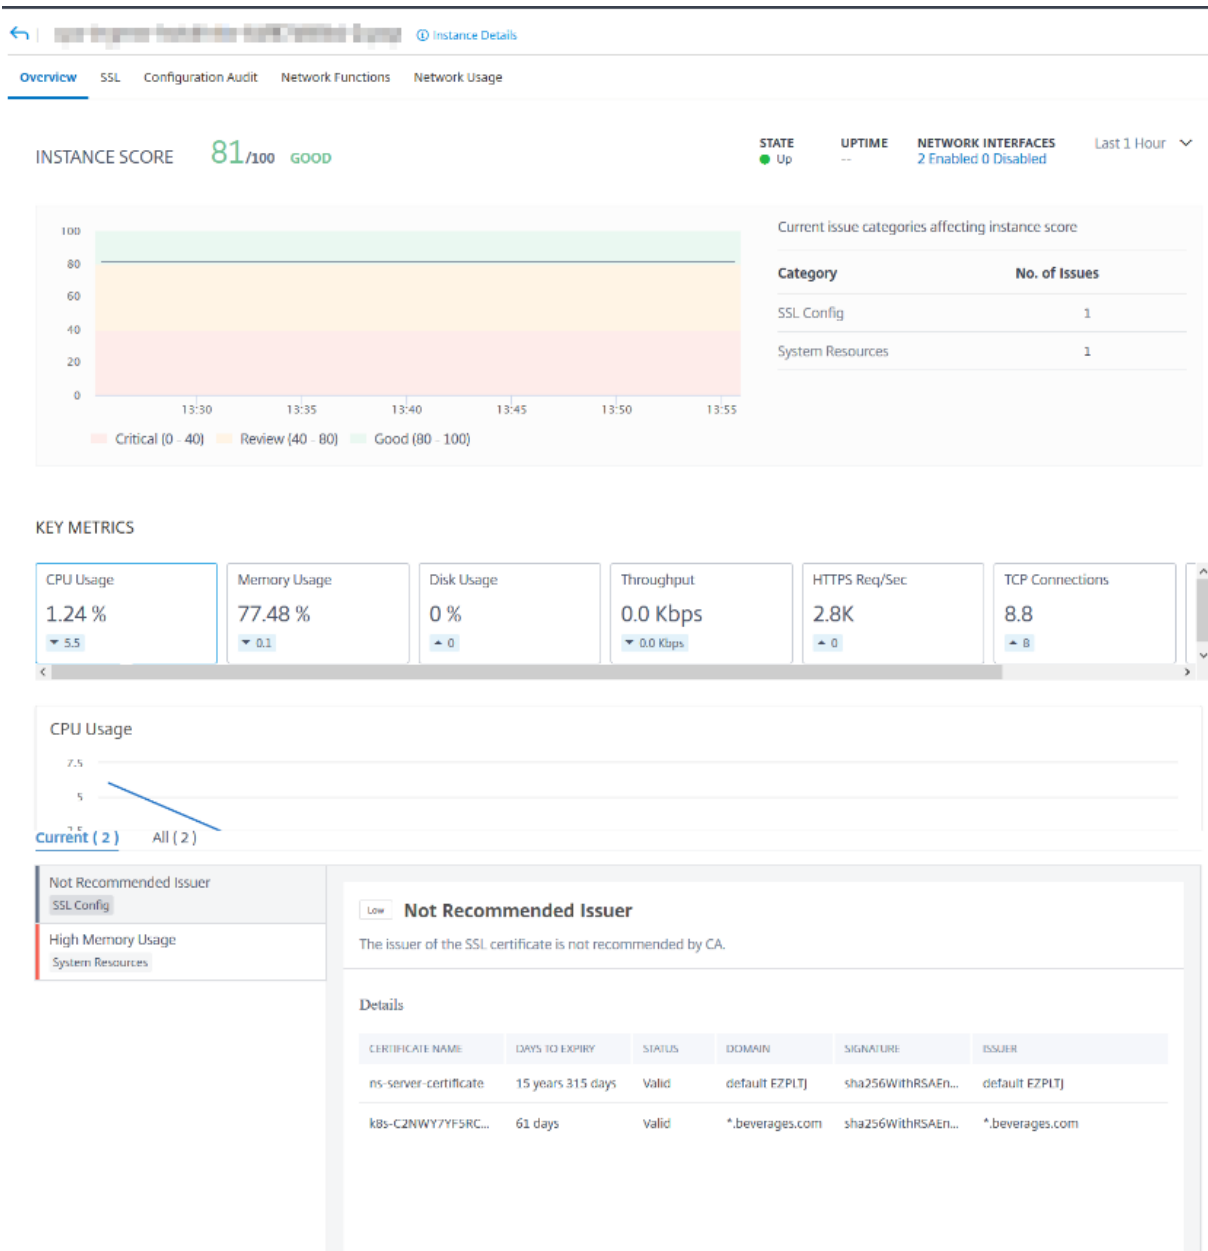 Instance Details
Overview SSL Configuration Audit Network Functions Network Usage
INSTANCE SCORE 81/100 GOOD
STATE UPTIME NETWORK INTERFACES Last 1 Hour
Up -- 2 Enabled 0 Disabled
Current issue categories affecting instance score
Category No. of Issues
SSL Config 1
System Resources 1
100
80
60
40
20
0
13:30 13:35 13:40 13:45 13:50 13:55
Critical (0 - 40) Review (40 - 80) Good (80 - 100)
KEY METRICS
CPU Usage Memory Usage Disk Usage Throughput HTTPS Req/Sec TCP Connections
1.24 % 77.48 % 0 % 0.0 Kbps 2.8K 8.8
5.5 0.1 0 0.0 Kbps 0 8
CPU Usage
7.5
5
Current ( 2 ) All ( 2 )
Not Recommended Issuer
SSL Config
High Memory Usage
System Resources
Low Not Recommended Issuer
The issuer of the SSL certificate is not recommended by CA.
Details
CERTIFICATE NAME DAYS TO EXPIRY STATUS DOMAIN SIGNATURE ISSUER
ns-server-certificate 15 years 315 days Valid default EZPLTJ sha256WithRSAEn... default EZPLTJ
k8s-C2NWY7YF5RC... 61 days Valid *.beverages.com sha256WithRSAEn... *.beverages.com